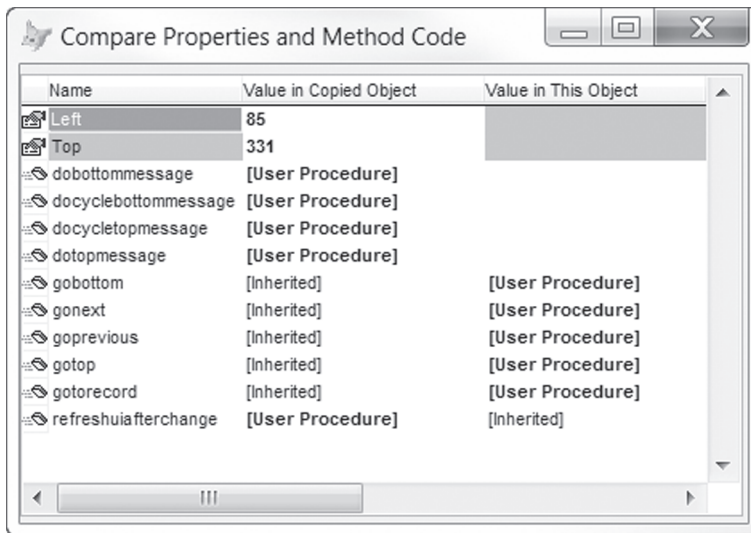 Compare Properties and Method Code
Name Value in Copied Object Value in This Object
Left 85
Top 331
dobottommessage [User Procedure]
docyclebottommessage [User Procedure]
docycletopmessage [User Procedure]
dotopmessage [User Procedure]
gobottom [Inherited] [User Procedure]
gonext [Inherited] [User Procedure]
goprevious [Inherited] [User Procedure]
gotop [Inherited] [User Procedure]
gotorecord [Inherited] [User Procedure]
refreshuiafterchange [User Procedure] [Inherited]